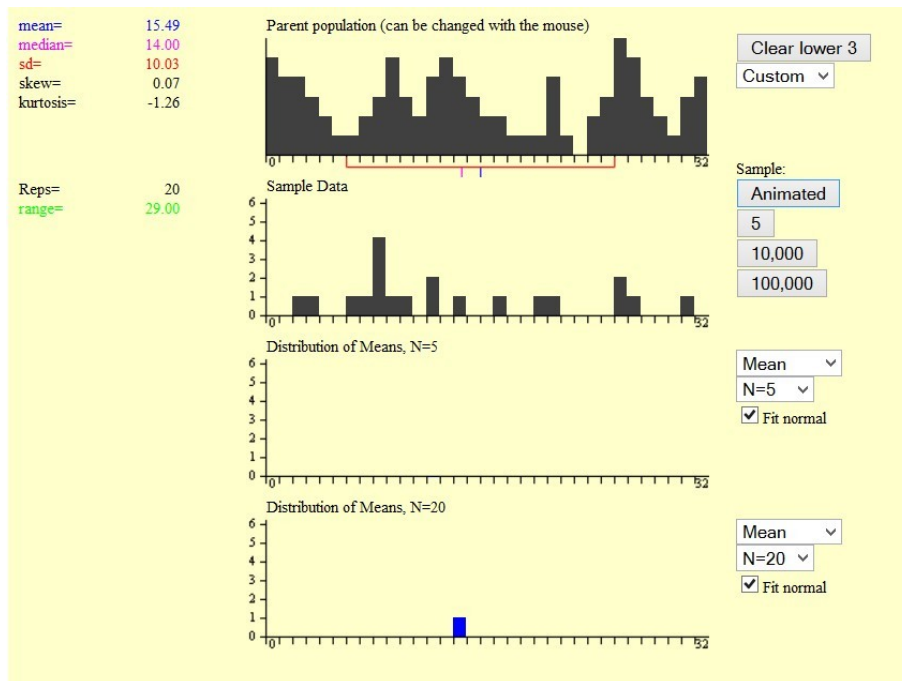 mean= 15.49
median= 14.00
sd= 10.03
skew= 0.07
kurtosis= -1.26
Parent population (can be changed with the mouse)
0 32
Clear lower 3
Custom
Reps= 20
range= 29.00
Sample Data
6
5
4
3
2
1
0
0 32
Sample:
Animated
5
10,000
100,000
Distribution of Means, N=5
6
5
4
3
2
1
0
0 32
Mean
N=5
Fit normal
Distribution of Means, N=20
6
5
4
3
2
1
0
0 32
Mean
N=20
Fit normal